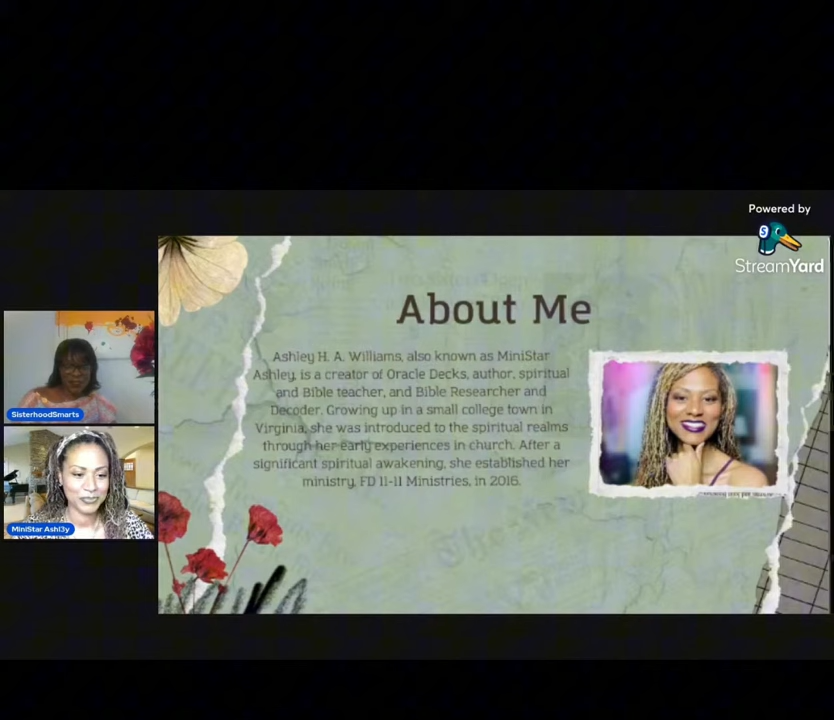 Powered by
StreamYard
About Me
Ashley H. A. Williams, also known as MiniStar
Ashley, is a creator of Oracle Decks, author, spiritual
and Bible teacher, and Bible Researcher and
Decoder. Growing up in a small college town in
Virginia, she was introduced to the spiritual realms
through her early experiences in church. After a
significant spiritual awakening, she established her
ministry, FD 11-11 Ministries, in 2016.
SisterhoodSmarts
MiniStar Ashl3y